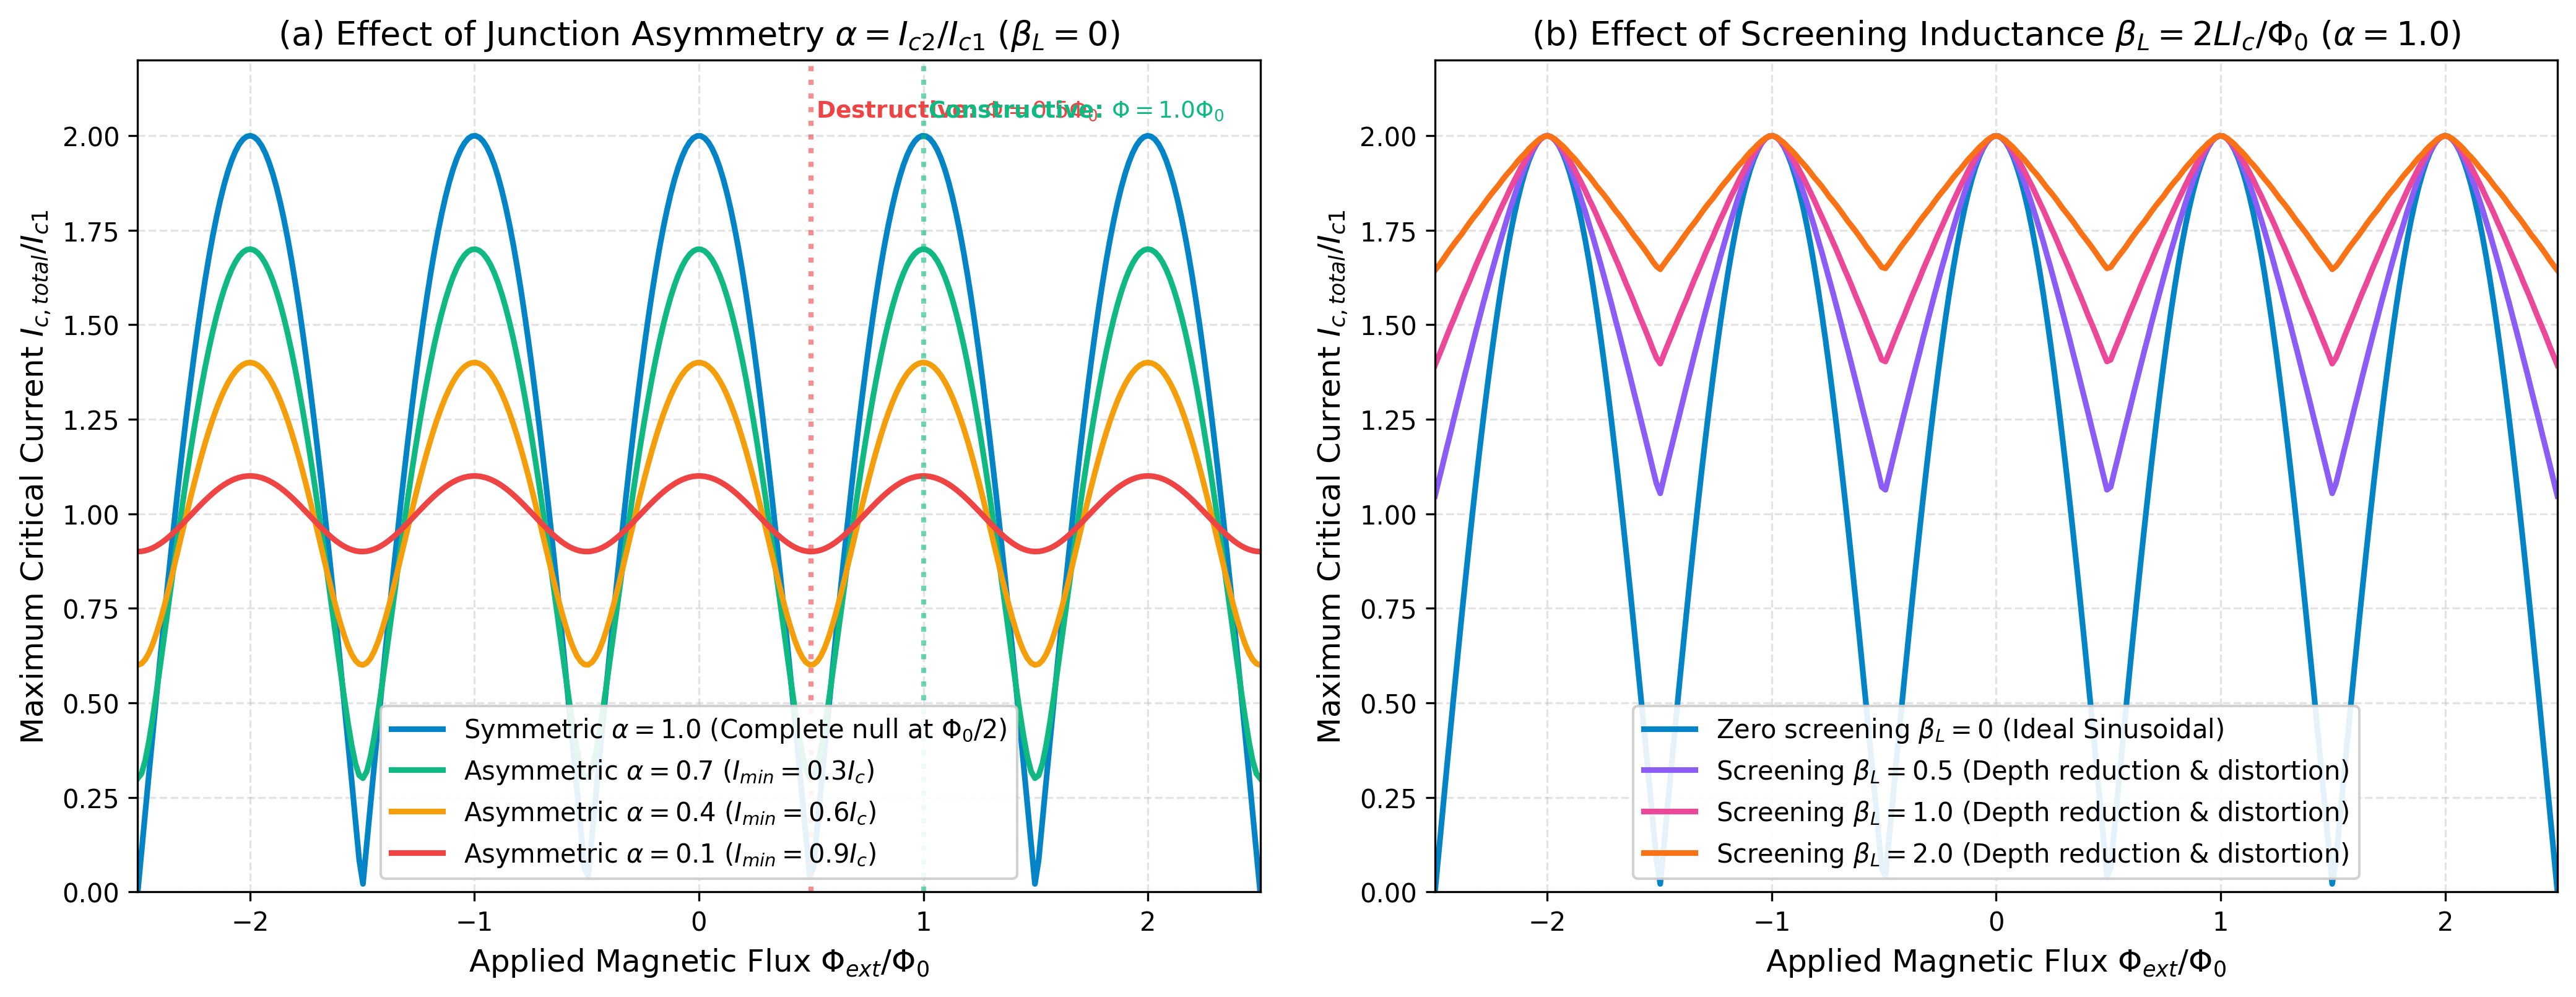 (a) Effect of Junction Asymmetry α = I_c2/I_c1 (β_L = 0)
Destructive: Φ = 0.5Φ_0
Constructive: Φ = 1.0Φ_0
Maximum Critical Current I_c,total/I_c1
2.00
1.75
1.50
1.25
1.00
0.75
0.50
0.25
0.00
Symmetric α = 1.0 (Complete null at Φ_0/2)
Asymmetric α = 0.7 (I_min = 0.3I_c)
Asymmetric α = 0.4 (I_min = 0.6I_c)
Asymmetric α = 0.1 (I_min = 0.9I_c)
−2 −1 0 1 2
Applied Magnetic Flux Φ_ext/Φ_0
(b) Effect of Screening Inductance β_L = 2LI_c/Φ_0 (α = 1.0)
Maximum Critical Current I_c,total/I_c1
2.00
1.75
1.50
1.25
1.00
0.75
0.50
0.25
0.00
Zero screening β_L = 0 (Ideal Sinusoidal)
Screening β_L = 0.5 (Depth reduction & distortion)
Screening β_L = 1.0 (Depth reduction & distortion)
Screening β_L = 2.0 (Depth reduction & distortion)
−2 −1 0 1 2
Applied Magnetic Flux Φ_ext/Φ_0